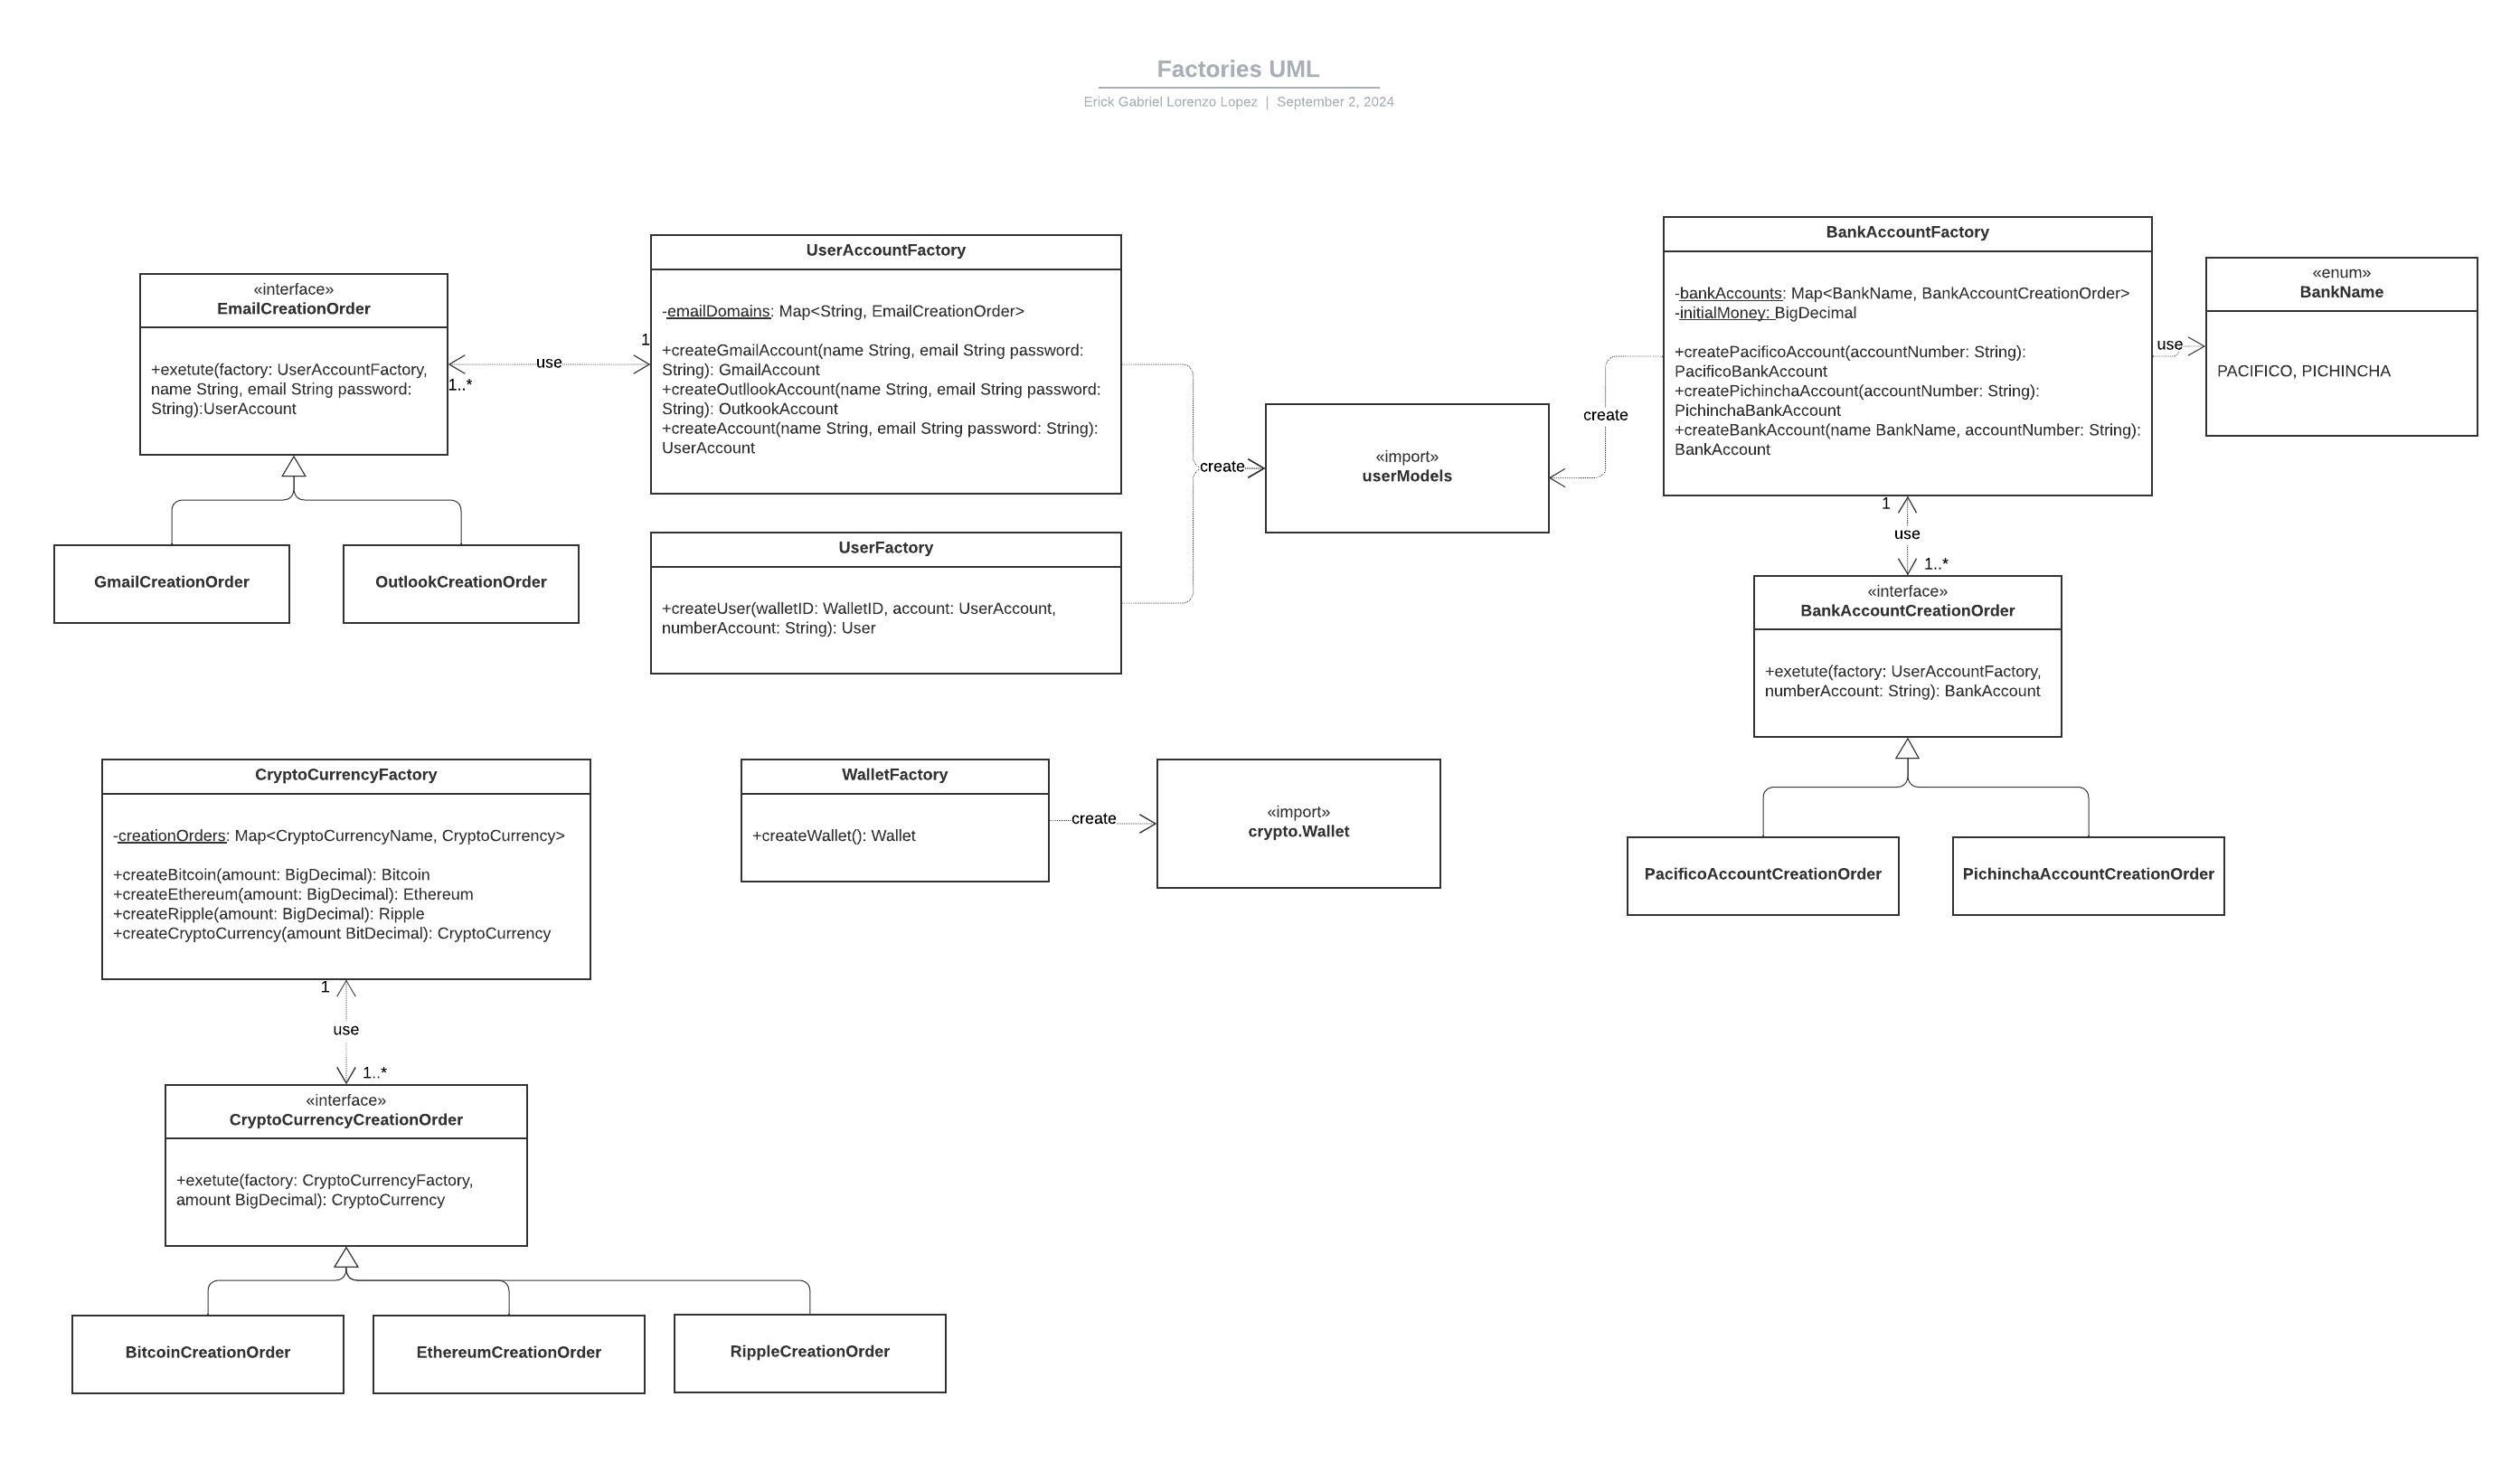 Factories UML
Erick Gabriel Lorenzo Lopez | September 2, 2024
«interface»
EmailCreationOrder
+exetute(factory: UserAccountFactory,
name String, email String password:
String):UserAccount
use
1
1..*
UserAccountFactory
-emailDomains: Map<String, EmailCreationOrder>
+createGmailAccount(name String, email String password:
String): GmailAccount
+createOutllookAccount(name String, email String password:
String): OutkookAccount
+createAccount(name String, email String password: String):
UserAccount
GmailCreationOrder
OutlookCreationOrder
UserFactory
+createUser(walletID: WalletID, account: UserAccount,
numberAccount: String): User
create
«import»
userModels
create
BankAccountFactory
-bankAccounts: Map<BankName, BankAccountCreationOrder>
-initialMoney: BigDecimal
+createPacificoAccount(accountNumber: String):
PacificoBankAccount
+createPichinchaAccount(accountNumber: String):
PichinchaBankAccount
+createBankAccount(name BankName, accountNumber: String):
BankAccount
use
«enum»
BankName
PACIFICO, PICHINCHA
1
use
1..*
«interface»
BankAccountCreationOrder
+exetute(factory: UserAccountFactory,
numberAccount: String): BankAccount
PacificoAccountCreationOrder
PichinchaAccountCreationOrder
CryptoCurrencyFactory
-creationOrders: Map<CryptoCurrencyName, CryptoCurrency>
+createBitcoin(amount: BigDecimal): Bitcoin
+createEthereum(amount: BigDecimal): Ethereum
+createRipple(amount: BigDecimal): Ripple
+createCryptoCurrency(amount BitDecimal): CryptoCurrency
WalletFactory
+createWallet(): Wallet
create
«import»
crypto.Wallet
1
use
1..*
«interface»
CryptoCurrencyCreationOrder
+exetute(factory: CryptoCurrencyFactory,
amount BigDecimal): CryptoCurrency
BitcoinCreationOrder
EthereumCreationOrder
RippleCreationOrder